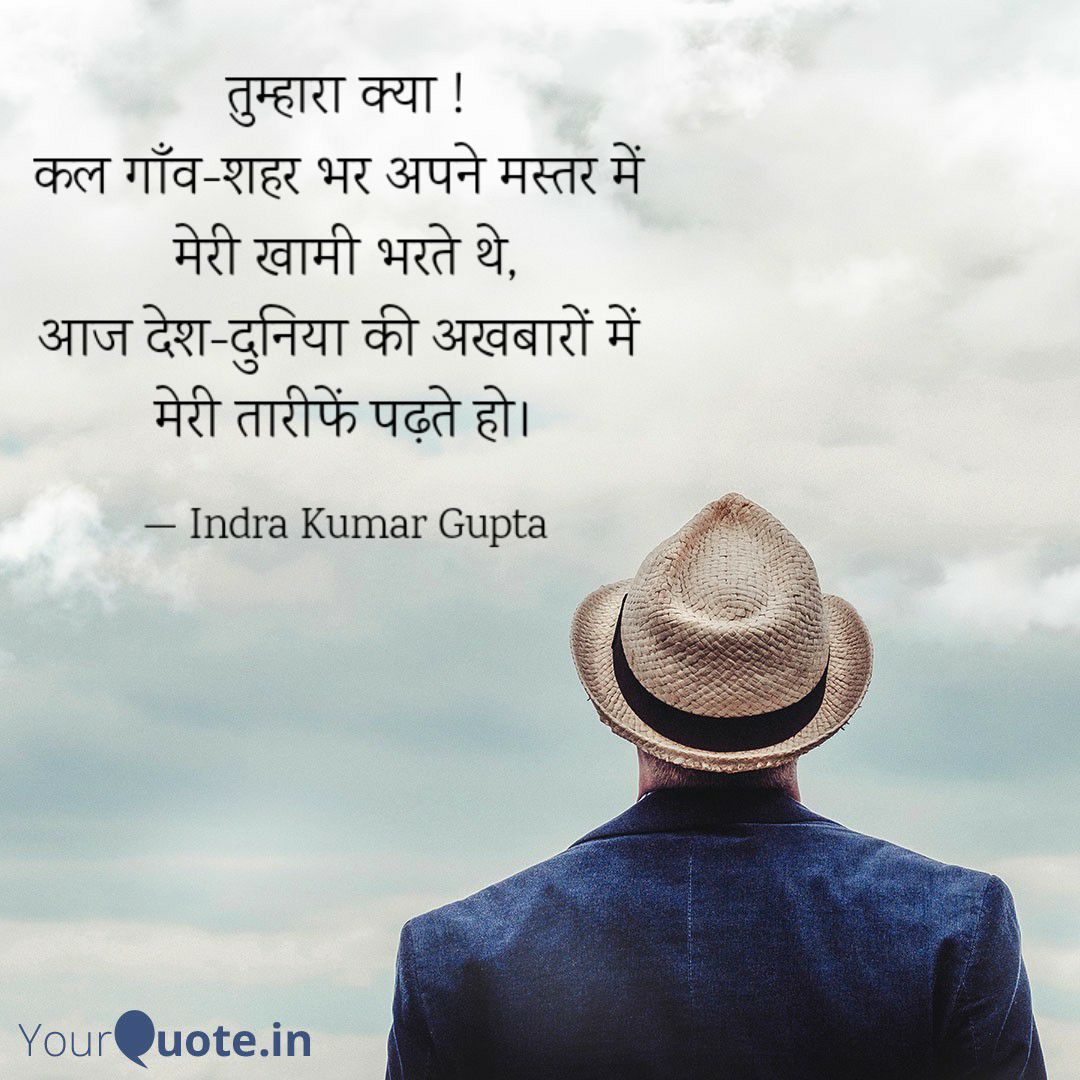 तुम्हारा क्या !
कल गाँव-शहर भर अपने मस्तर में
मेरी खामी भरते थे,
आज देश-दुनिया की अखबारों में
मेरी तारीफें पढ़ते हो।
— Indra Kumar Gupta
YourQuote.in